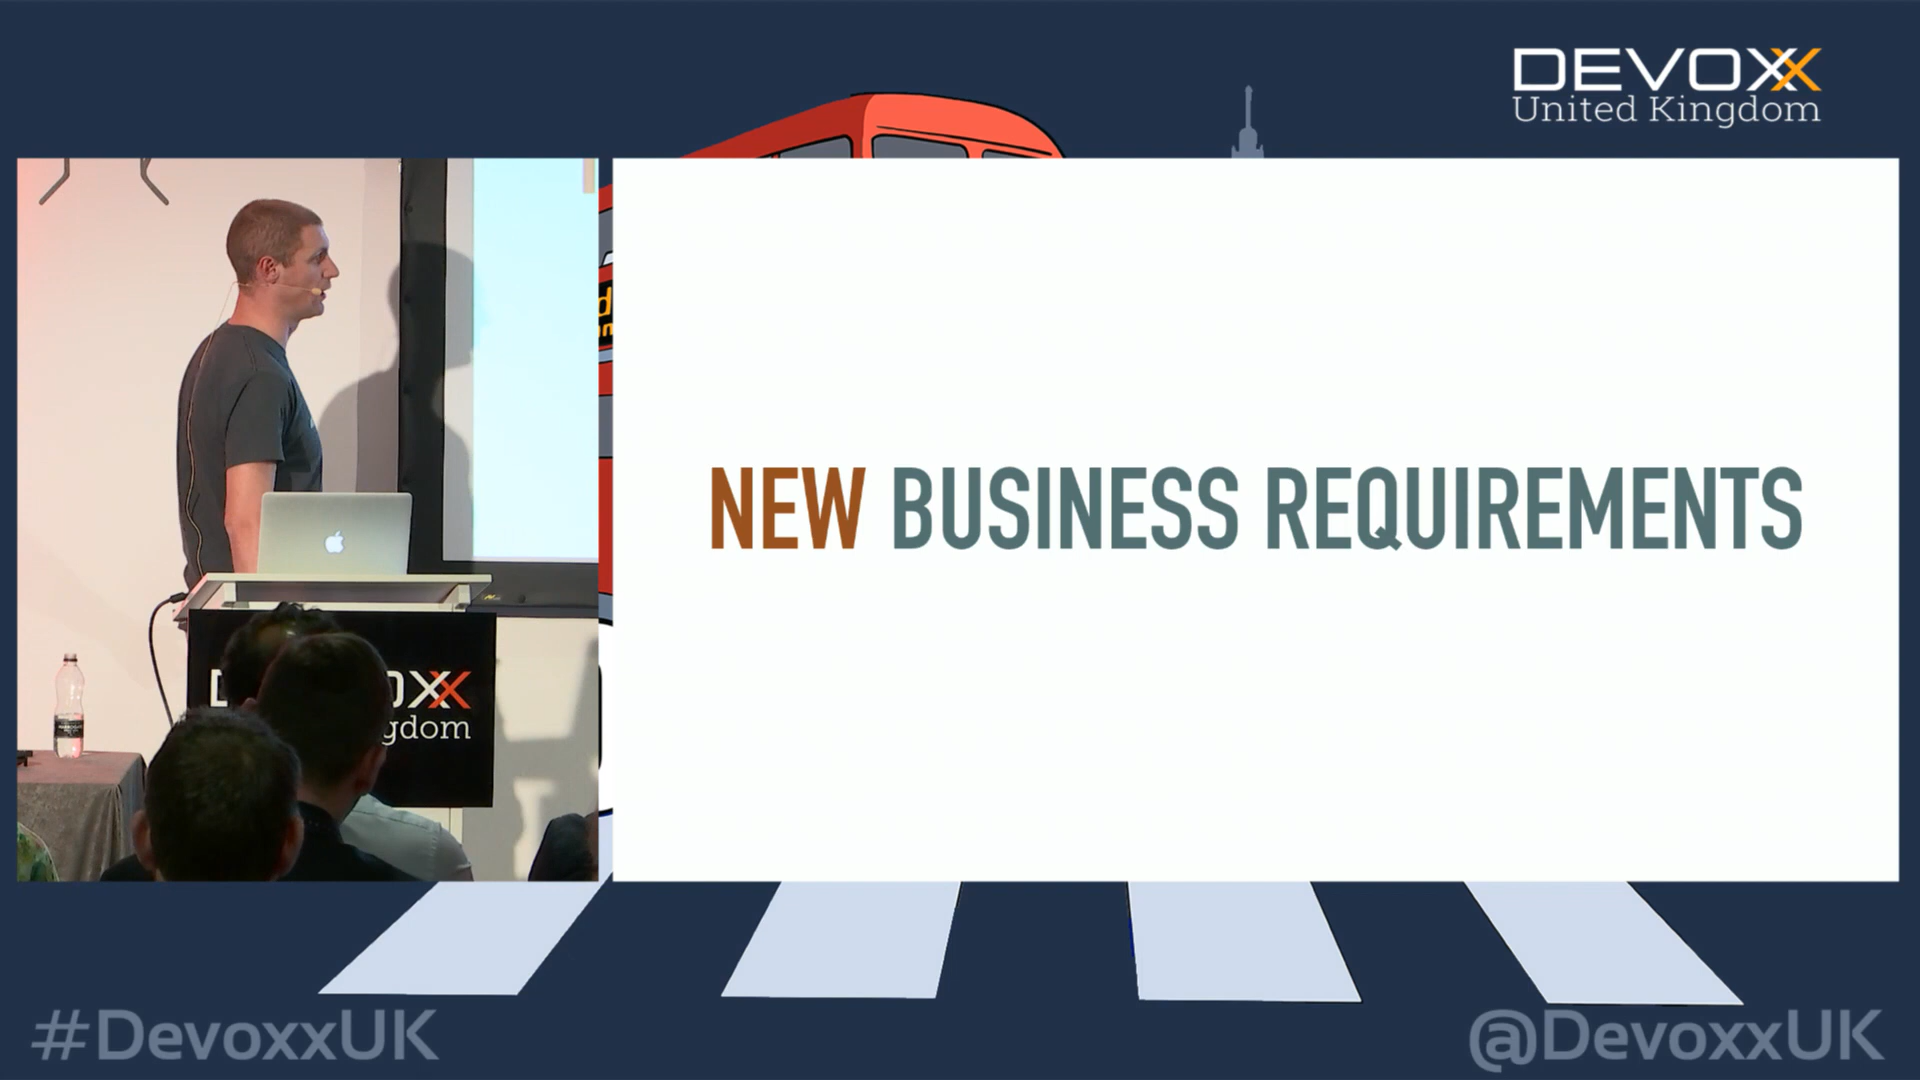 DEVOXX
United Kingdom
NEW BUSINESS REQUIREMENTS
#DevoxxUK
@DevoxxUK